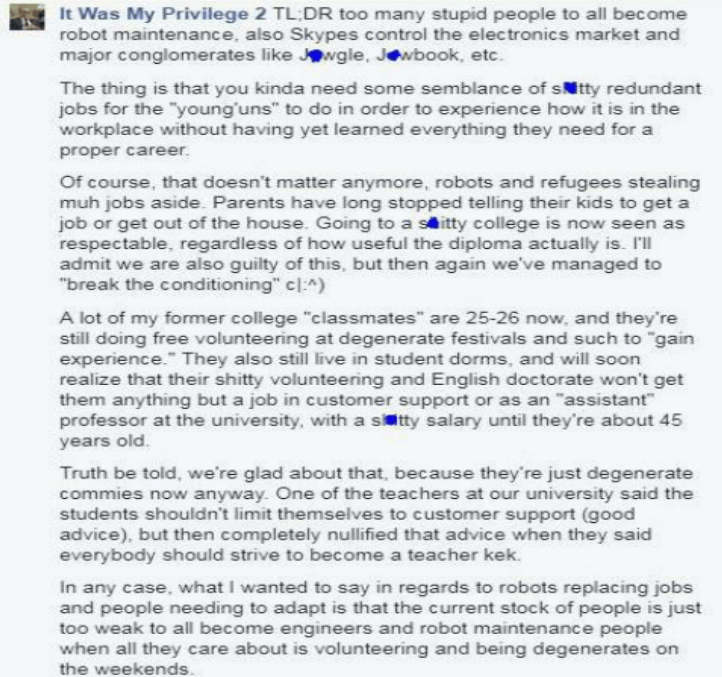 It Was My Privilege 2 TL;DR too many stupid people to all become
robot maintenance, also Skypes control the electronics market and
major conglomerates like Jewgle, Jewbook, etc.
The thing is that you kinda need some semblance of shitty redundant
jobs for the "young'uns" to do in order to experience how it is in the
workplace without having yet learned everything they need for a
proper career.
Of course, that doesn't matter anymore, robots and refugees stealing
muh jobs aside. Parents have long stopped telling their kids to get a
job or get out of the house. Going to a shitty college is now seen as
respectable, regardless of how useful the diploma actually is. I'll
admit we are also guilty of this, but then again we've managed to
"break the conditioning" c|:^)
A lot of my former college "classmates" are 25-26 now, and they're
still doing free volunteering at degenerate festivals and such to "gain
experience." They also still live in student dorms, and will soon
realize that their shitty volunteering and English doctorate won't get
them anything but a job in customer support or as an "assistant"
professor at the university, with a shitty salary until they're about 45
years old.
Truth be told, we're glad about that, because they're just degenerate
commies now anyway. One of the teachers at our university said the
students shouldn't limit themselves to customer support (good
advice), but then completely nullified that advice when they said
everybody should strive to become a teacher kek.
In any case, what I wanted to say in regards to robots replacing jobs
and people needing to adapt is that the current stock of people is just
too weak to all become engineers and robot maintenance people
when all they care about is volunteering and being degenerates on
the weekends.